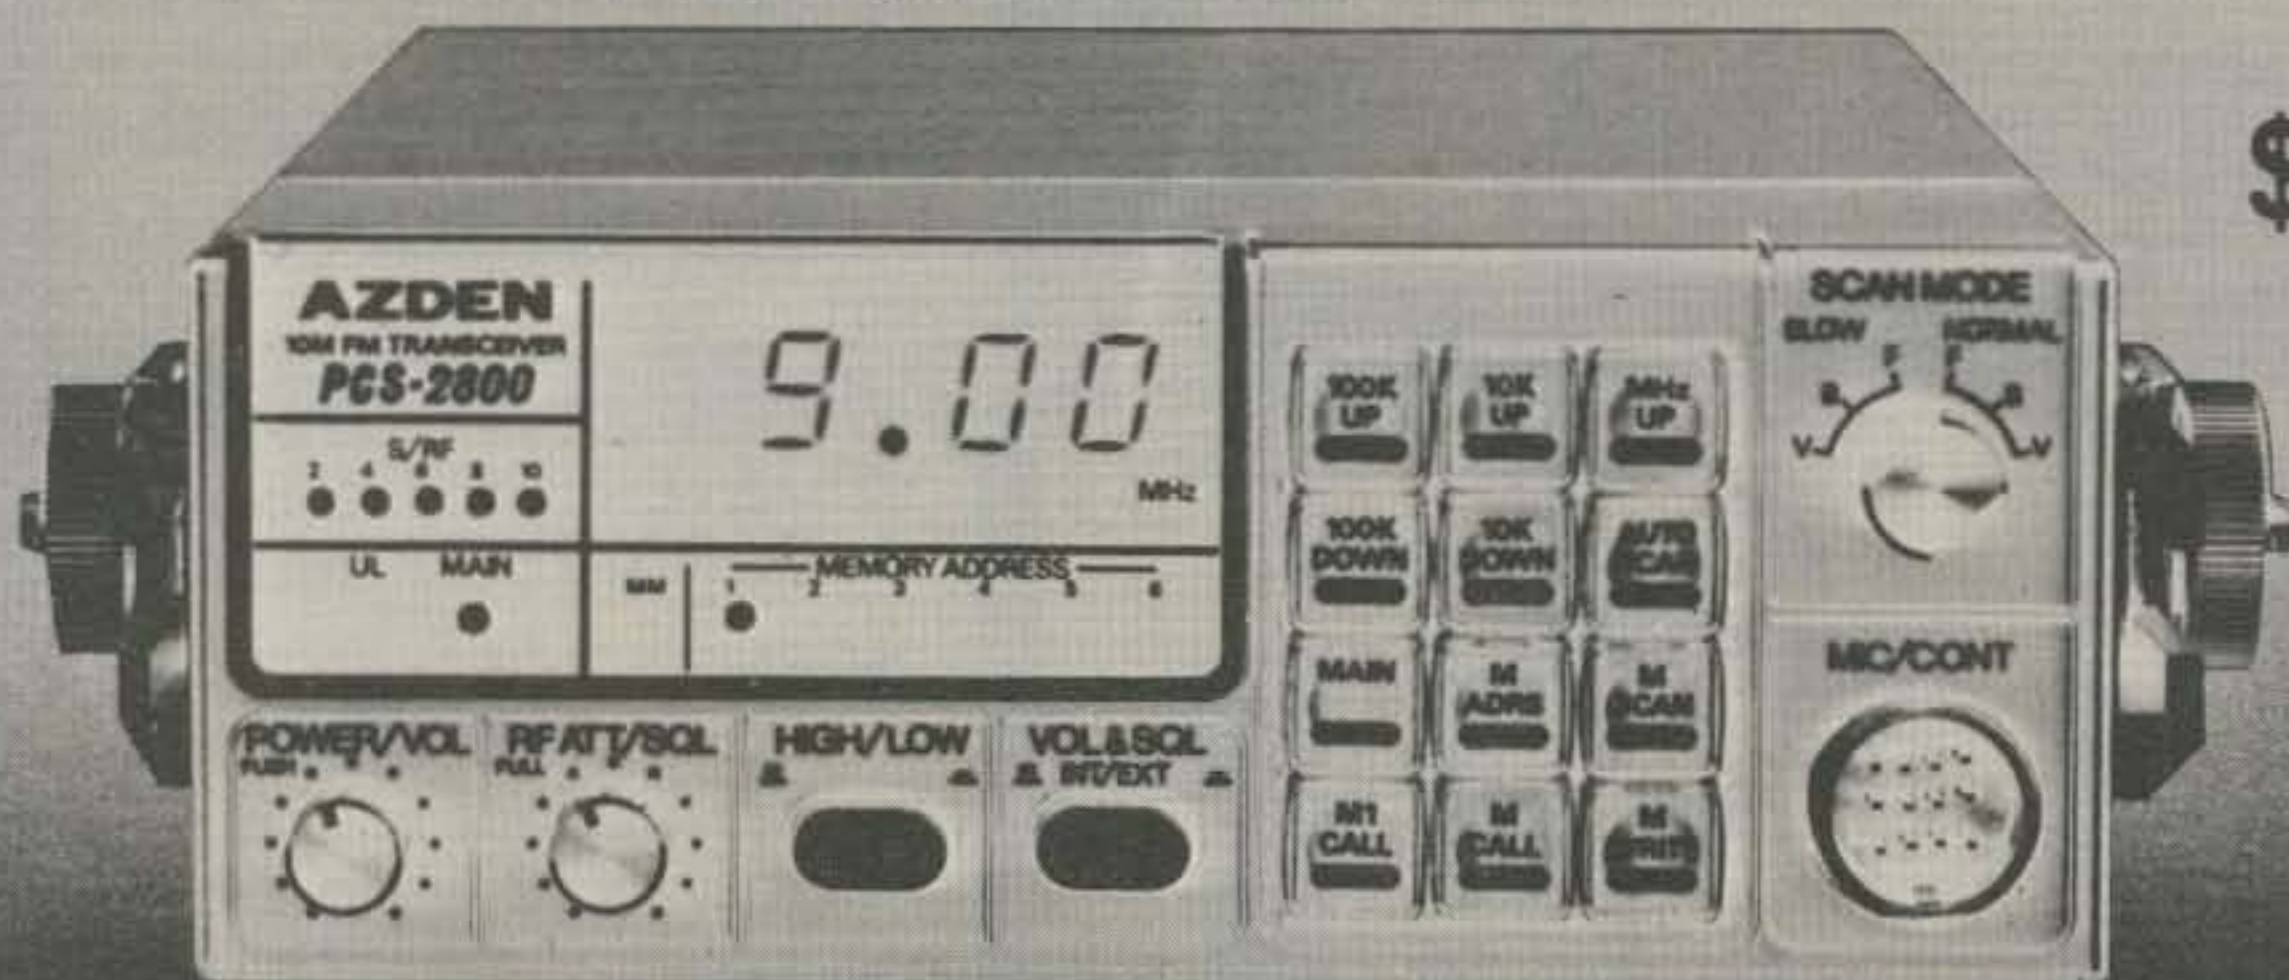 $
AZDEN
10M FM TRANSCEIVER
PCS-2800
S/RF
2 4 6 8 10
UL MAIN
9.00
MHz
MM
MEMORY ADDRESS
1 2 3 4 5 6
POWER/VOL
PUSH
RF ATT/SQL
PULL
HIGH/LOW
VOL&SQL
INT/EXT
100K UP
10K UP
MHz UP
100K DOWN
10K DOWN
AUTO SCAN
MAIN
M ADRS
M SCAN
M1 CALL
M CALL
M WRITE
SCAN MODE
SLOW NORMAL
F F
B B
V V
MIC/CONT